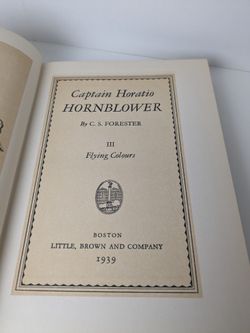 Captain Horatio
HORNBLOWER
By C. S. FORESTER
III
Flying Colours
BOSTON
LITTLE, BROWN AND COMPANY
1939